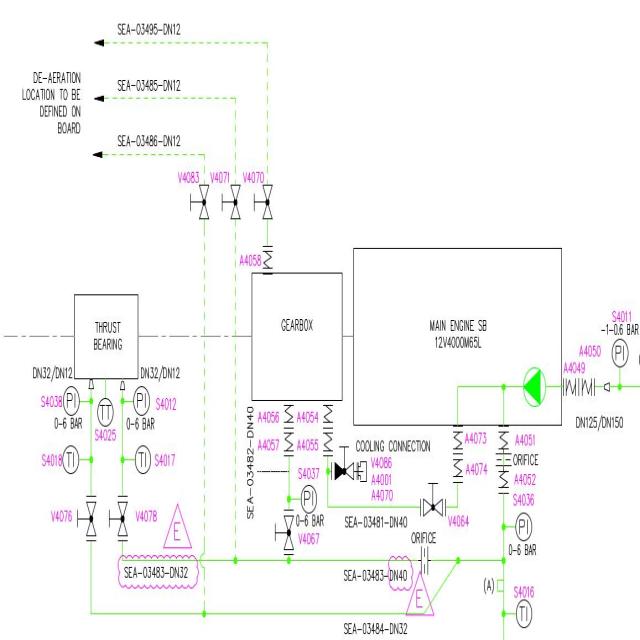 SEA-03495-DN12
DE-AERATION
LOCATION TO BE
DEFINED ON
BOARD
SEA-03485-DN12
SEA-03486-DN12
V4083
V4071
V4070
A4058
THRUST
BEARING
GEARBOX
MAIN ENGINE SB
12V4000M65L
S4011
-1-0.6 BAR
PI
A4050
A4049
DN125/DN150
DN32/DN12
DN32/DN12
S4038
PI
0-6 BAR
TI
S4025
PI
S4012
0-6 BAR
S4018
TI
TI
S4017
V4076
V4078
E
SEA-03482-DN40
A4056
A4054
A4057
A4055
S4037
PI
0-6 BAR
V4067
COOLING CONNECTION
V4086
A4001
A4070
A4073
A4074
A4051
ORIFICE
A4052
S4036
PI
0-6 BAR
SEA-03481-DN40
V4064
ORIFICE
SEA-03483-DN32
SEA-03483-DN40
E
(A)
S4016
TI
SEA-03484-DN32